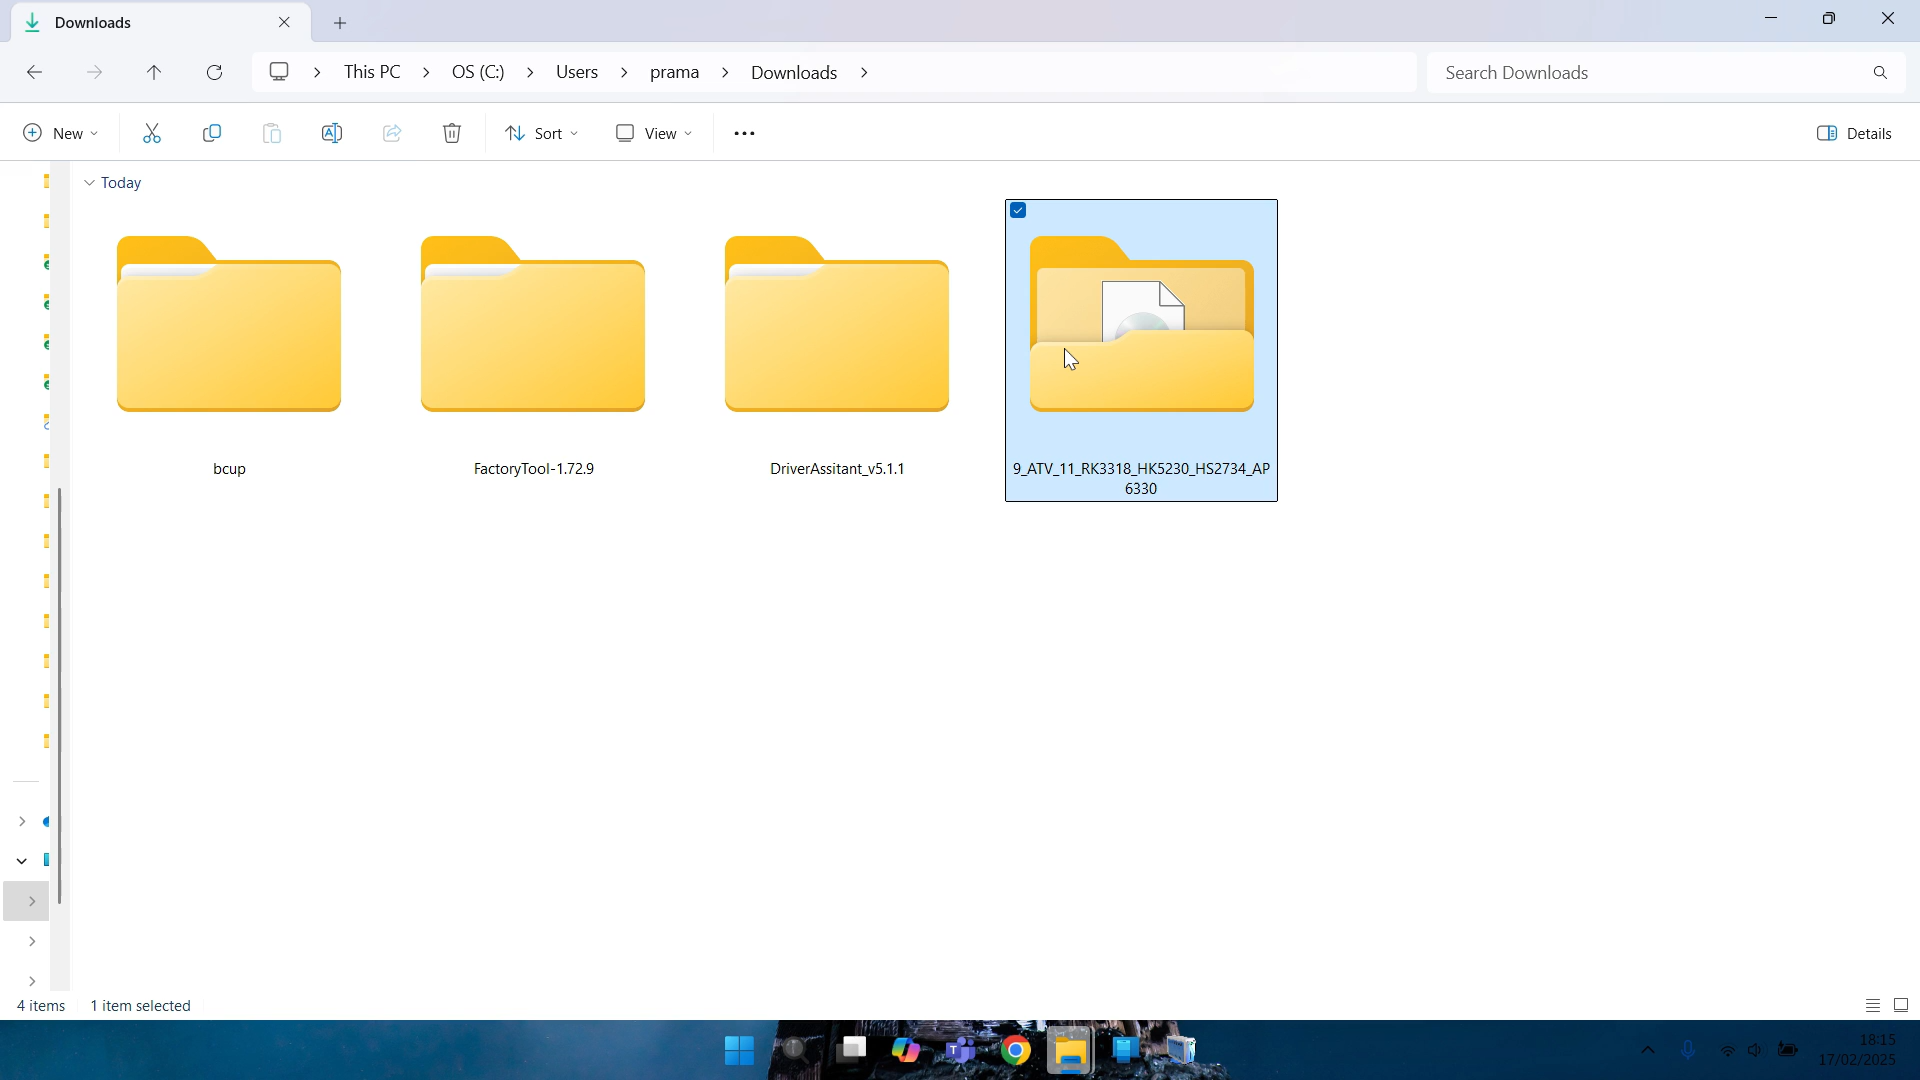 Downloads
This PC
OS (C:)
Users
prama
Downloads
Search Downloads
New
Sort
View
Details
Today
bcup
FactoryTool-1.72.9
DriverAssitant_v5.1.1
9_ATV_11_RK3318_HK5230_HS2734_AP
6330
4 items
1 item selected
18:15
17/02/2025